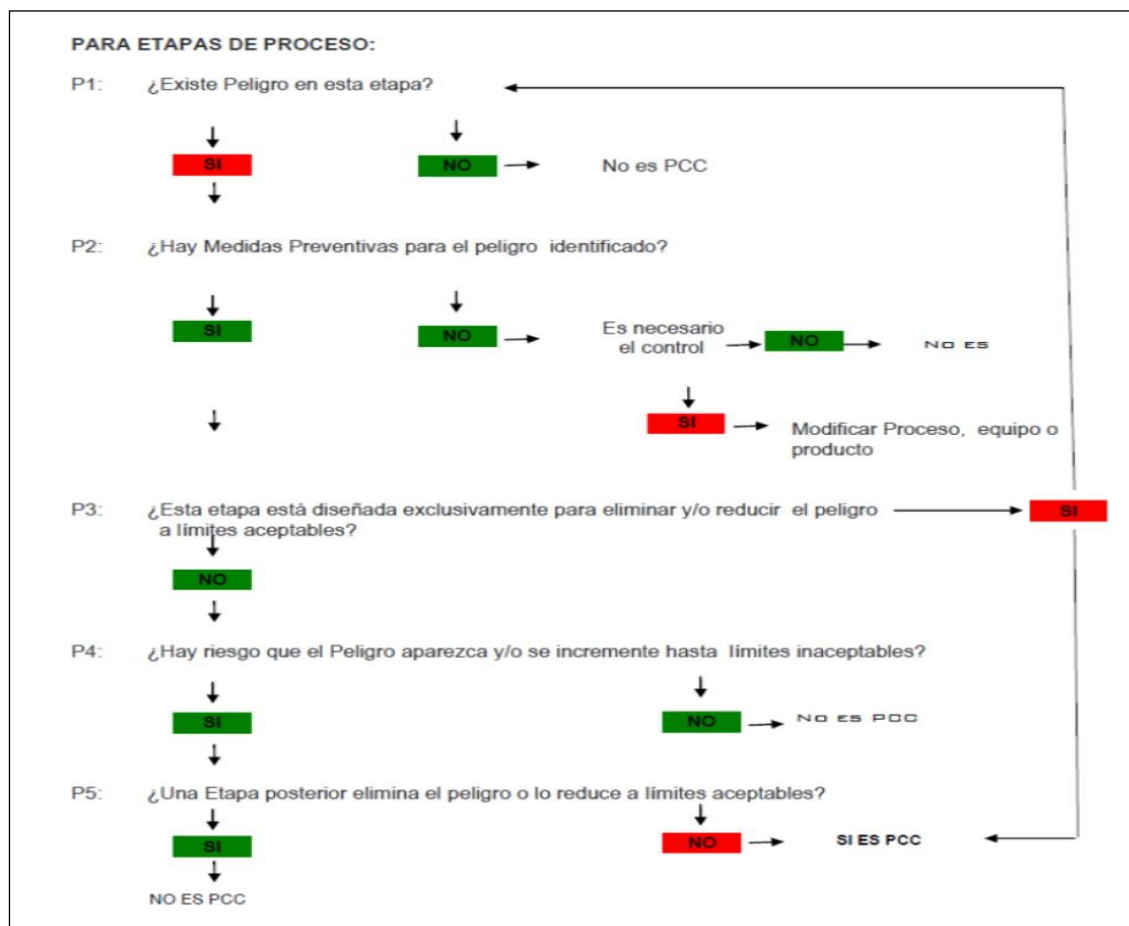 PARA ETAPAS DE PROCESO:
P1: ¿Existe Peligro en esta etapa?
SI NO No es PCC
P2: ¿Hay Medidas Preventivas para el peligro identificado?
SI NO Es necesario
el control NO NO ES
SI Modificar Proceso, equipo o
producto
P3: ¿Esta etapa está diseñada exclusivamente para eliminar y/o reducir el peligro SI
a límites aceptables?
NO
P4: ¿Hay riesgo que el Peligro aparezca y/o se incremente hasta límites inaceptables?
SI NO NO ES PCC
P5: ¿Una Etapa posterior elimina el peligro o lo reduce a límites aceptables?
SI NO SI ES PCC
NO ES PCC